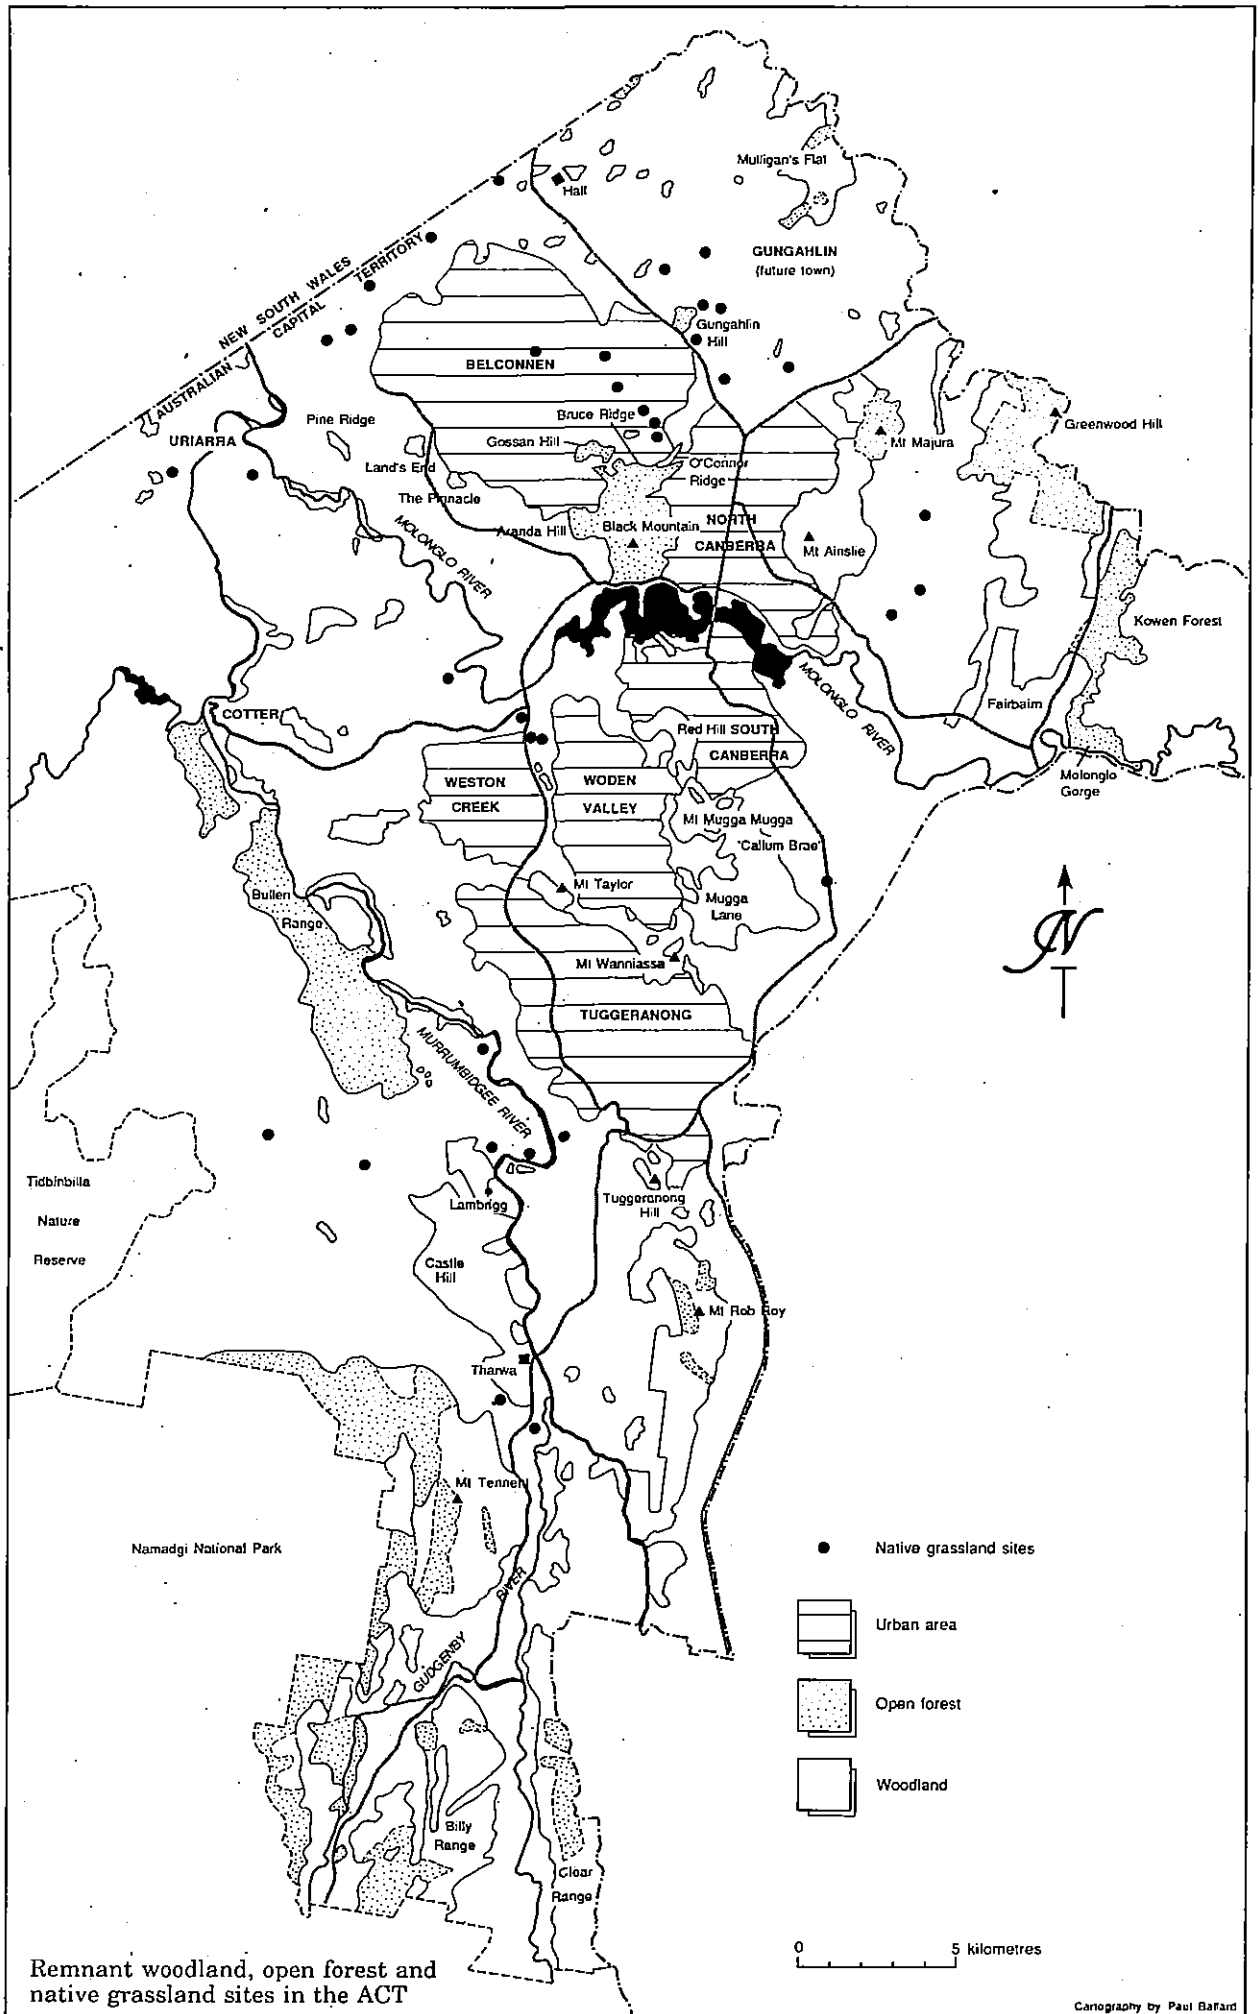 Mulligan's Flat
Hall
GUNGAHLIN
(future town)
NEW SOUTH WALES
TERRITORY
CAPITAL
AUSTRALIAN
Gungahlin
Hill
BELCONNEN
Pine Ridge
Bruce Ridge
Greenwood Hill
URIARRA
Gossan Hill
Mt Majura
Land's End
O'Connor
Ridge
The Pinnacle
MOLONGLO RIVER
Aranda Hill
Black Mountain
NORTH
CANBERRA
Mt Ainslie
Kowen Forest
MOLONGLO RIVER
COTTER
Fairbairn
Red Hill
SOUTH
CANBERRA
WESTON
CREEK
WODEN
VALLEY
Molonglo
Gorge
Mt Mugga Mugga
'Callum Brae'
Mt Taylor
Bullen
Range
Mugga
Lane
N
Mt Wanniassa
TUGGERANONG
MURRUMBIDGEE RIVER
Tidbinbilla
Nature
Reserve
Lambrigg
Tuggeranong
Hill
Castle
Hill
Mt Rob Roy
Tharwa
Mt Tennent
Namadgi National Park
Native grassland sites
GUDGENBY
RIVER
Urban area
Open forest
Woodland
Billy
Range
Clear
Range
0 5 kilometres
Remnant woodland, open forest and
native grassland sites in the ACT
Cartography by Paul Ballard